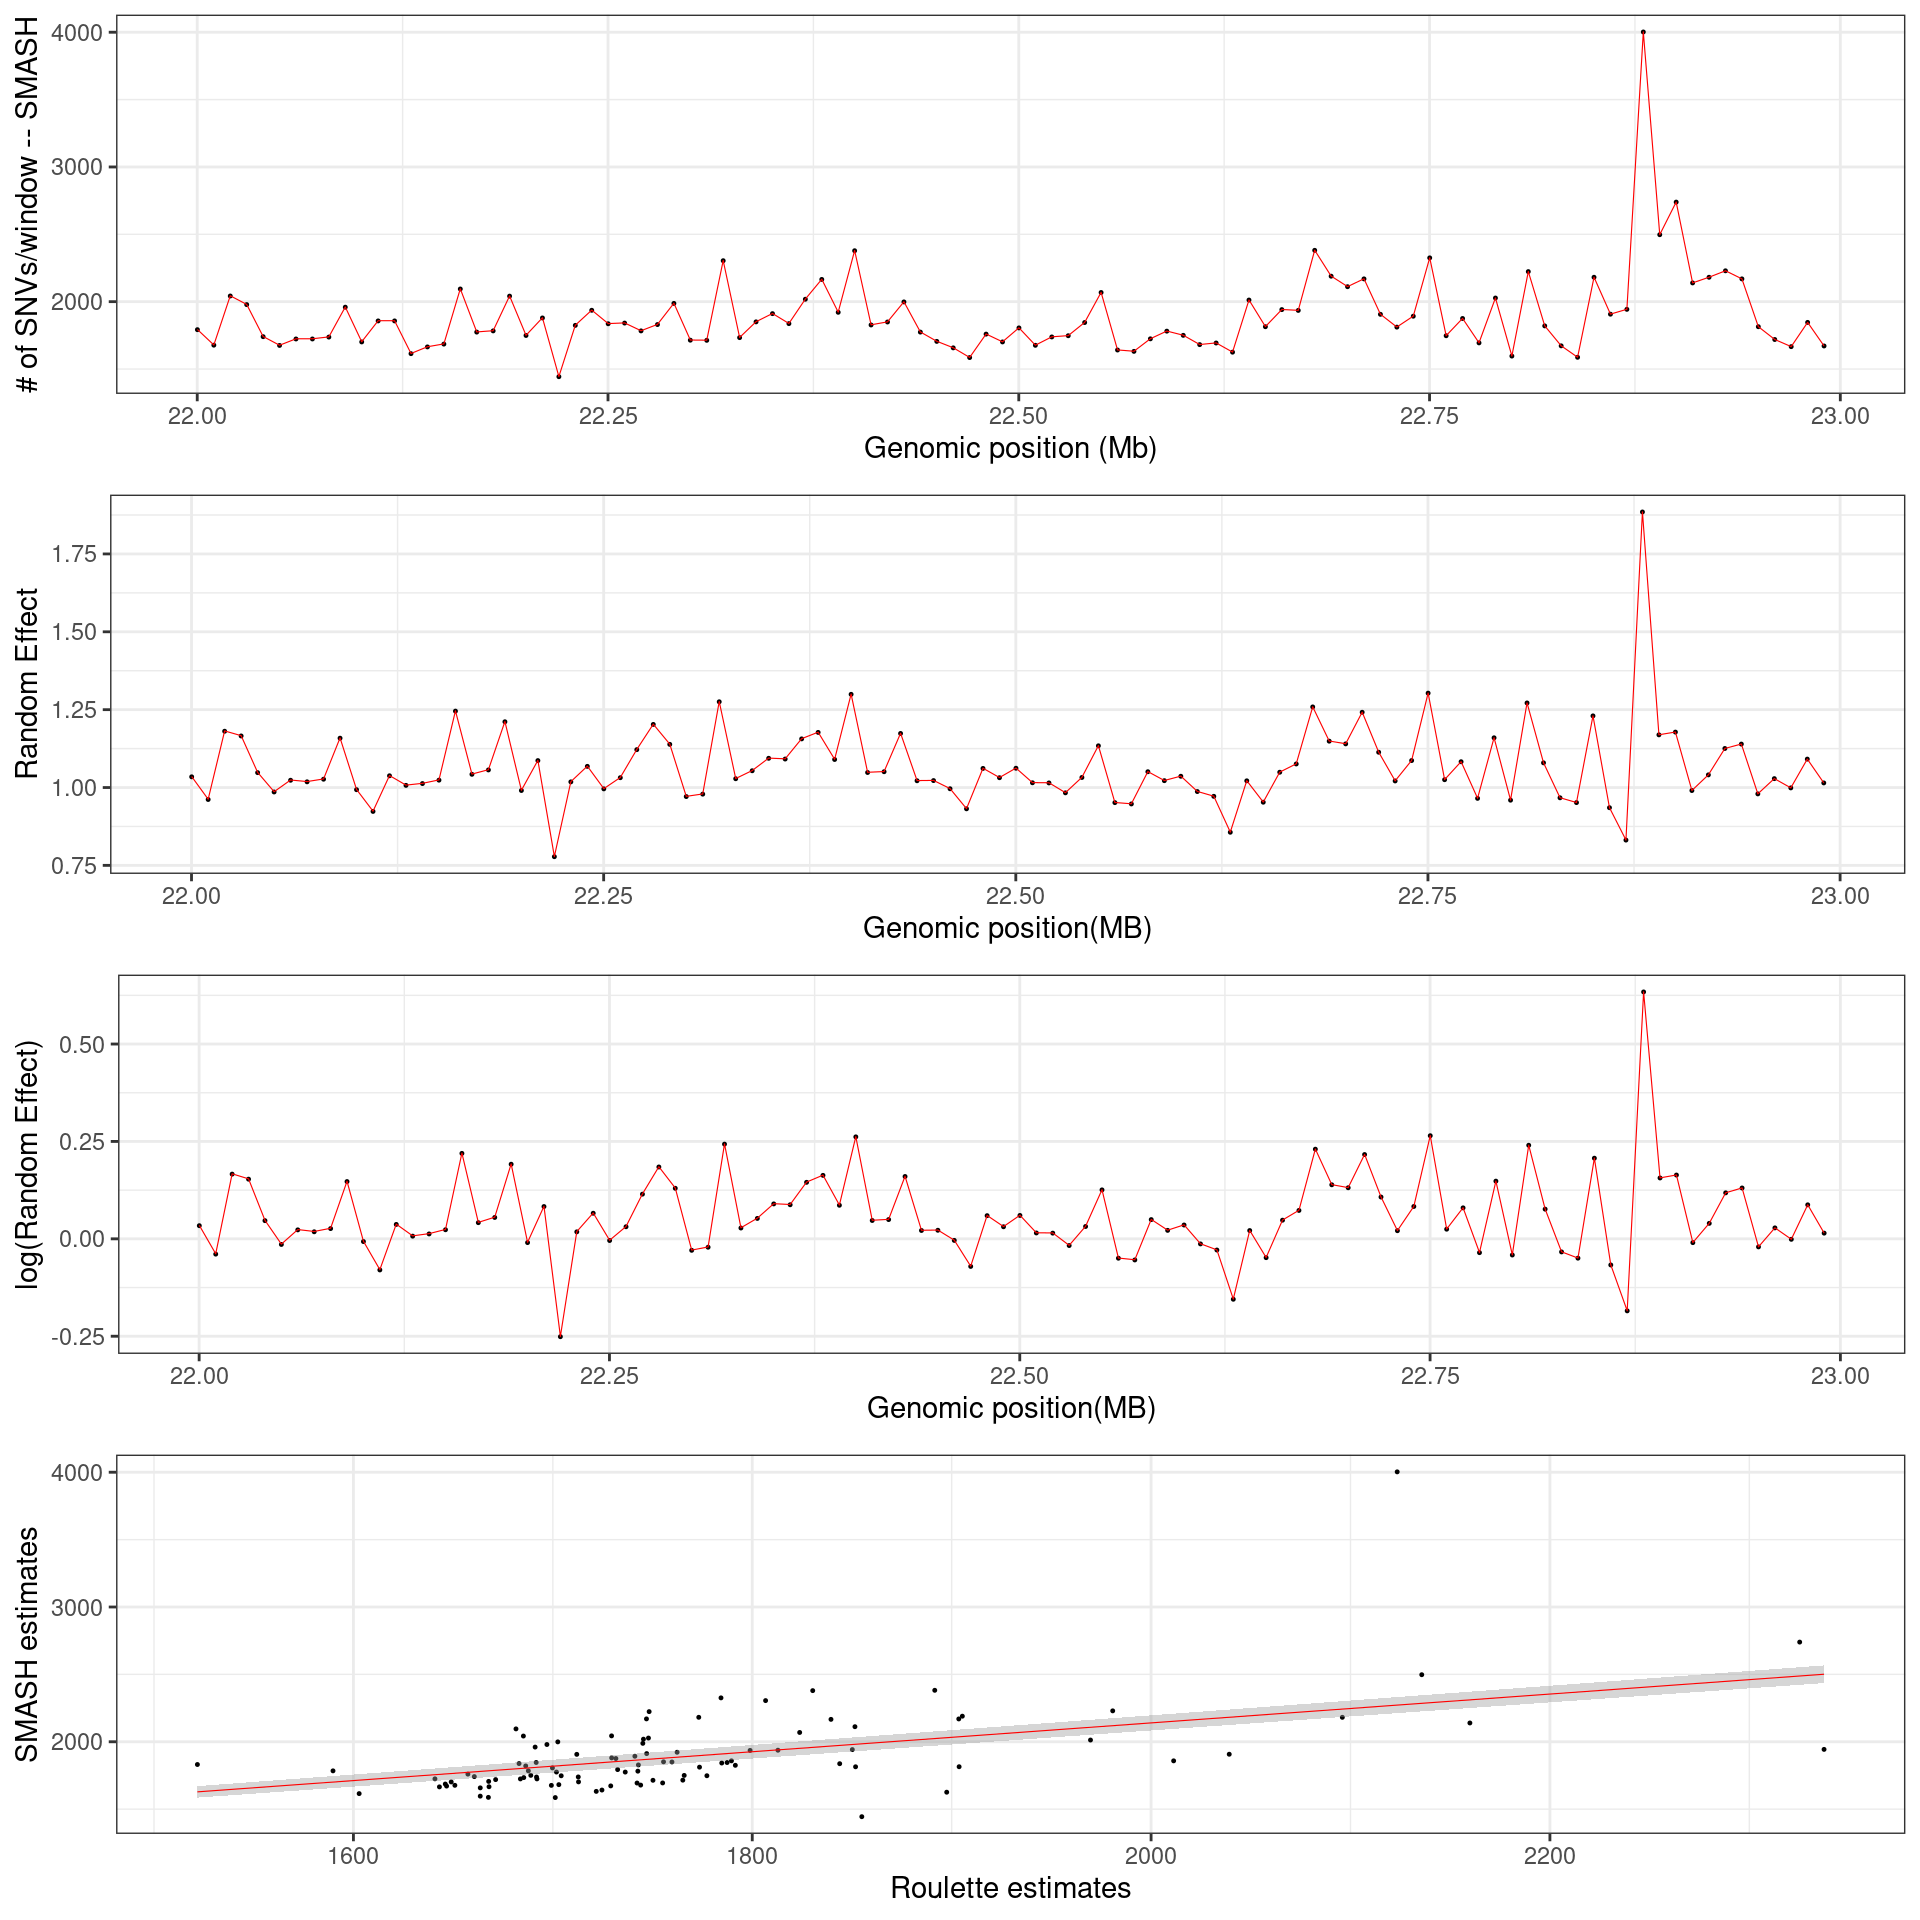 # of SNVs/window -- SMASH
4000
3000
2000
22.00 22.25 22.50 22.75 23.00
Genomic position (Mb)
Random Effect
1.75
1.50
1.25
1.00
0.75
22.00 22.25 22.50 22.75 23.00
Genomic position(MB)
log(Random Effect)
0.50
0.25
0.00
-0.25
22.00 22.25 22.50 22.75 23.00
Genomic position(MB)
SMASH estimates
4000
3000
2000
1600 1800 2000 2200
Roulette estimates